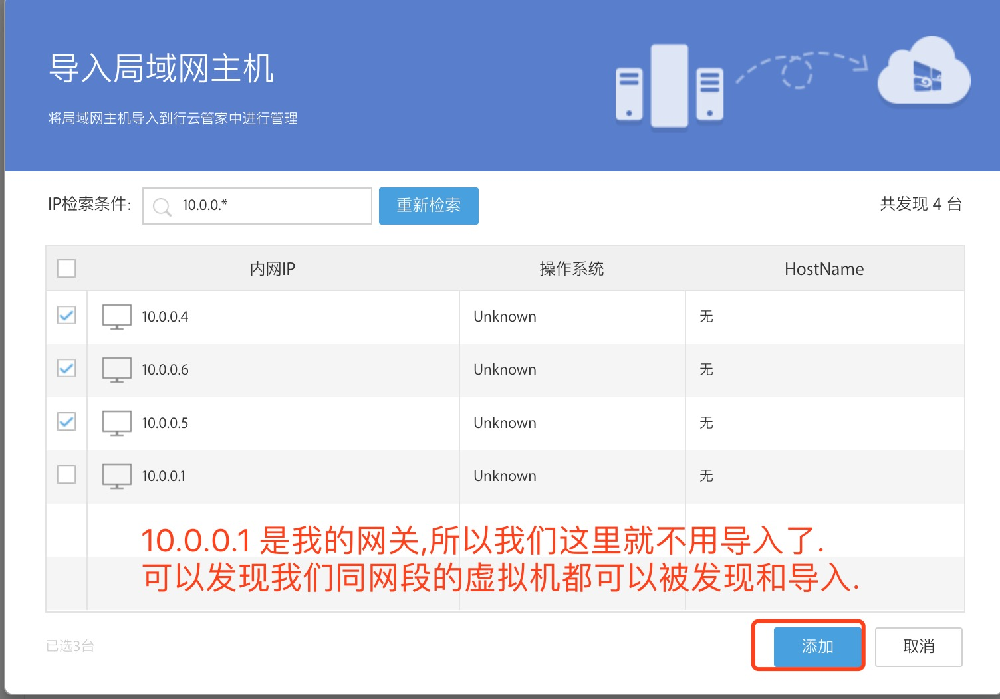 导入局域网主机
将局域网主机导入到行云管家中进行管理
IP检索条件: 10.0.0.* 重新检索 共发现 4 台
内网IP 操作系统 HostName
10.0.0.4 Unknown 无
10.0.0.6 Unknown 无
10.0.0.5 Unknown 无
10.0.0.1 Unknown 无
10.0.0.1 是我的网关,所以我们这里就不用导入了.
可以发现我们同网段的虚拟机都可以被发现和导入.
已选3台 添加 取消